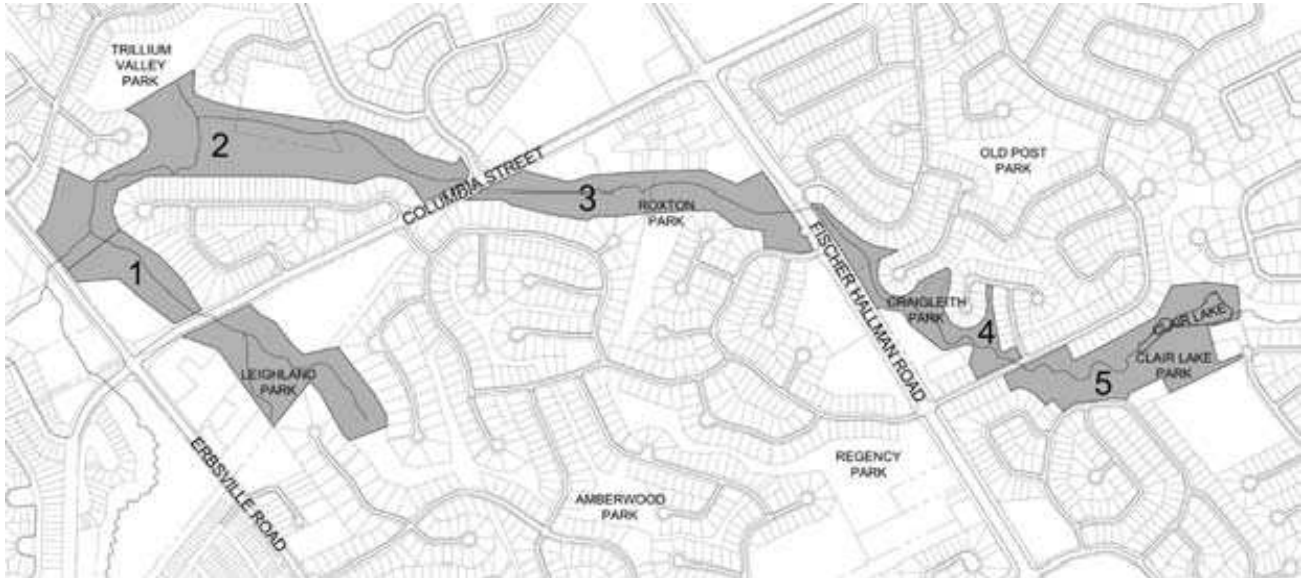 TRILLIUM
VALLEY
PARK
2
COLUMBIA STREET
OLD POST
PARK
3
ROXTON
PARK
1
FISCHER HALLMAN ROAD
CRAIGLEITH
PARK
4
CLAIR LAKE
CLAIR LAKE
PARK
5
LEIGHLAND
PARK
ERBSVILLE ROAD
REGENCY
PARK
AMBERWOOD
PARK